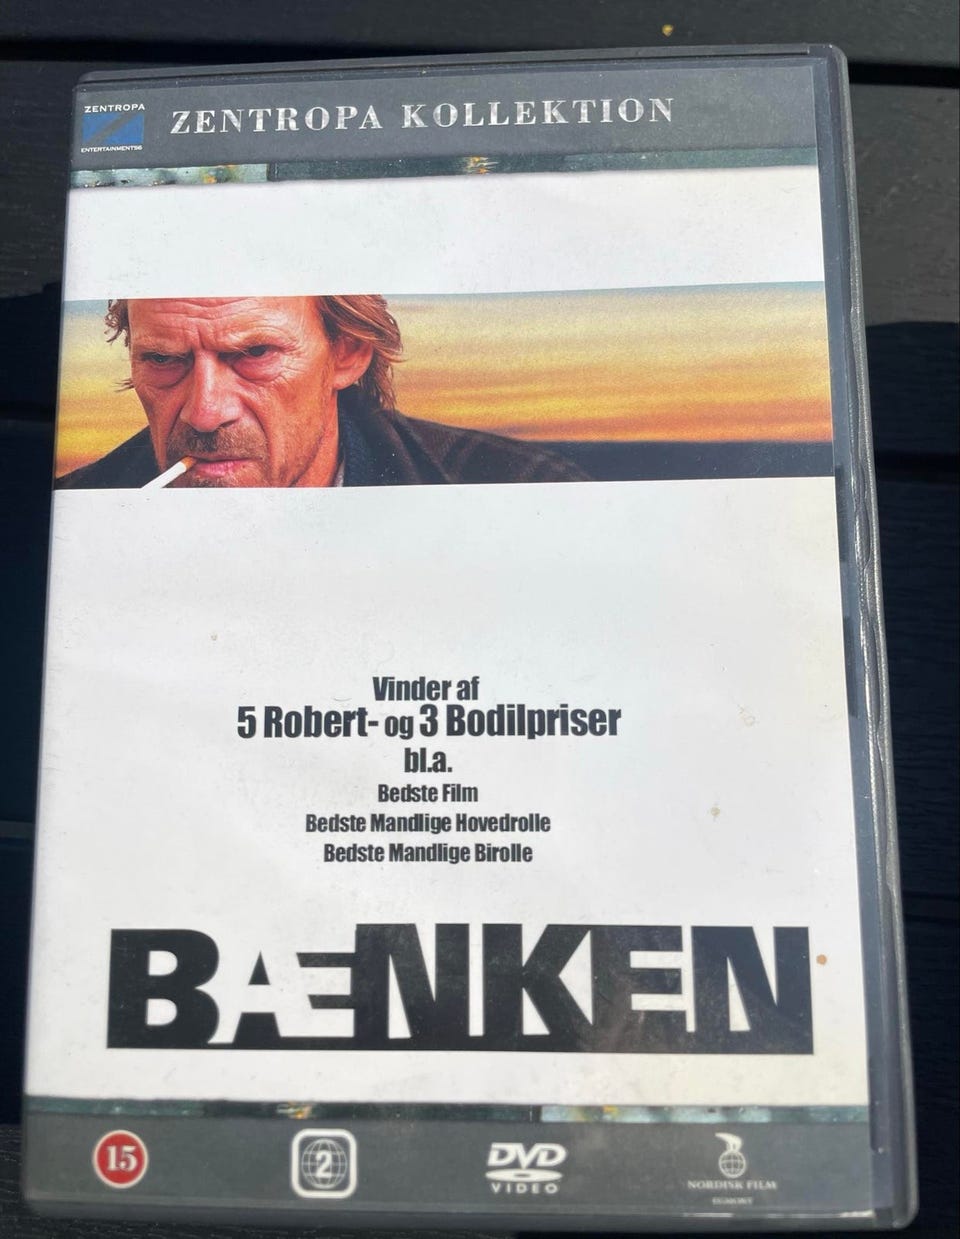 ZENTROPA
ENTERTAINMENTS6
ZENTROPA KOLLEKTION
Vinder af
5 Robert- og 3 Bodilpriser
bl.a.
Bedste Film
Bedste Mandlige Hovedrolle
Bedste Mandlige Birolle
BÆNKEN
15
2
DVD
VIDEO
NORDISK FILM
EGMONT